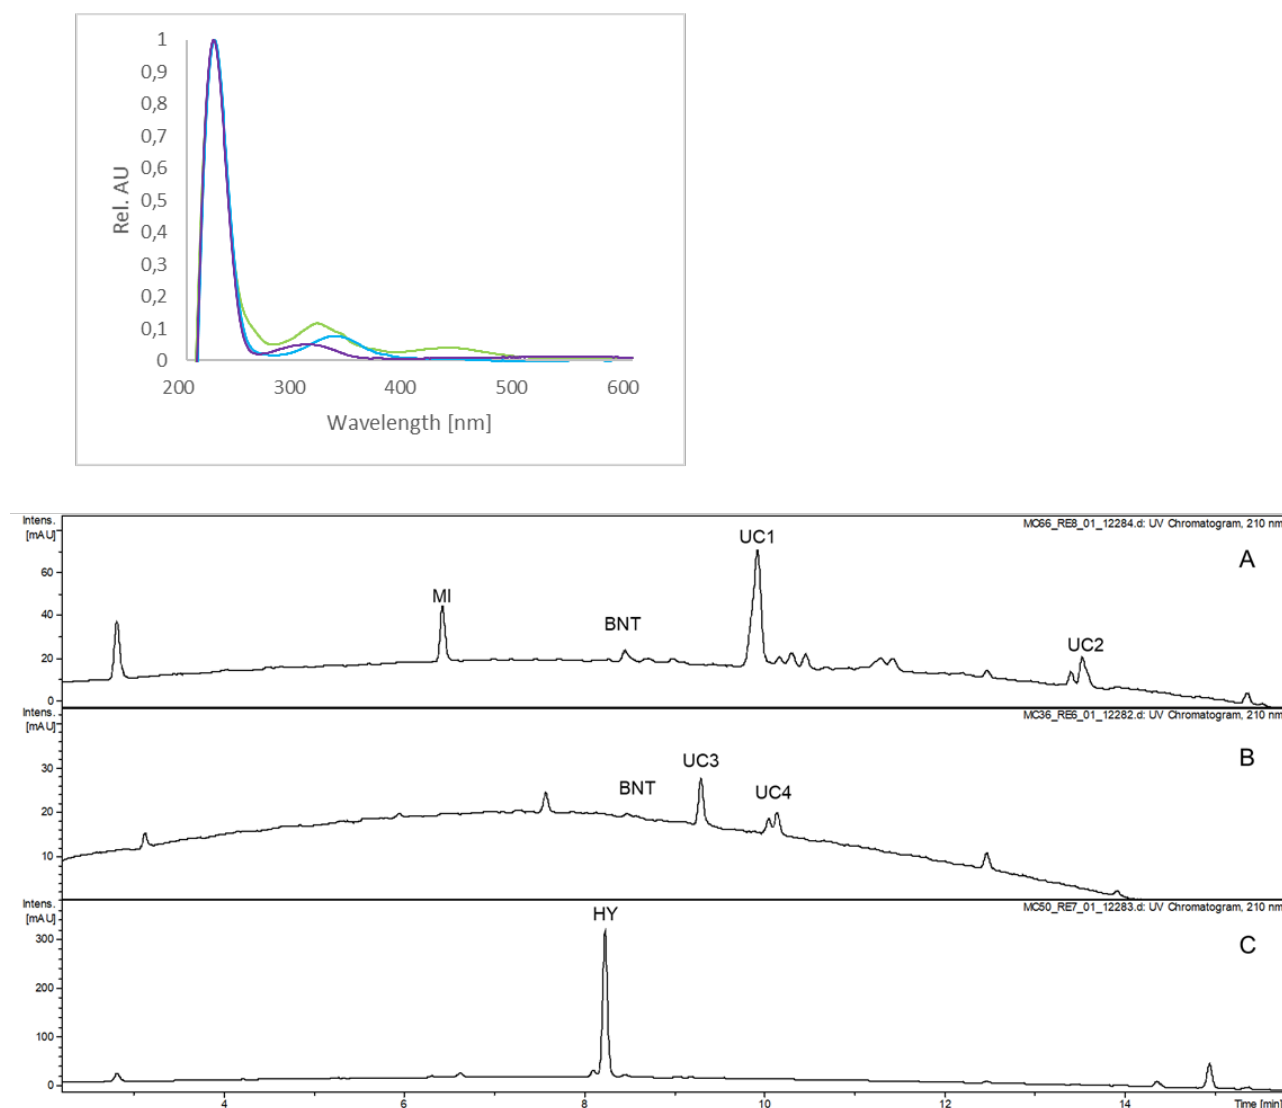 1
0,9
0,8
0,7
0,6
0,5
0,4
0,3
0,2
0,1
0
Rel. AU
200 300 400 500 600
Wavelength [nm]
Intens.
[mAU]
MC66_RE8_01_12284.d: UV Chromatogram, 210 nm
UC1
A
60
MI
40
BNT
UC2
20
0
Intens.
[mAU]
MC36_RE6_01_12282.d: UV Chromatogram, 210 nm
UC3
B
30
BNT
UC4
20
10
Intens.
[mAU]
MC50_RE7_01_12283.d: UV Chromatogram, 210 nm
HY
C
300
200
100
0
4 6 8 10 12 14 Time [min]